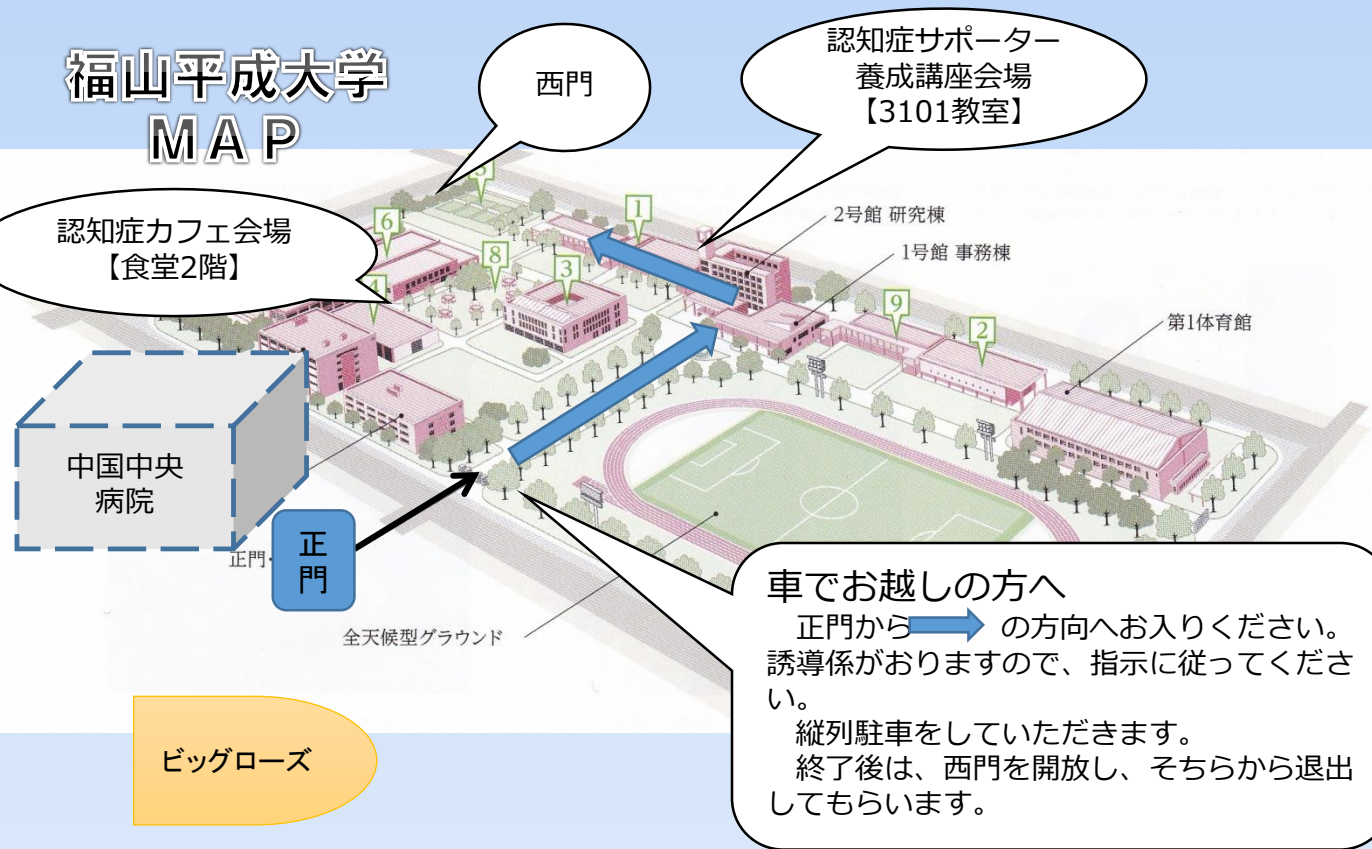 福山平成大学
MAP
西門
認知症サポーター
養成講座会場
【3101教室】
認知症カフェ会場
【食堂2階】
5
6
1
8
3
4
9
2
2号館 研究棟
1号館 事務棟
第1体育館
中国中央
病院
正門
正
門
全天候型グラウンド
車でお越しの方へ
正門から の方向へお入りください。
誘導係がおりますので、指示に従ってくださ
い。
縦列駐車をしていただきます。
終了後は、西門を開放し、そちらから退出
してもらいます。
ビッグローズ